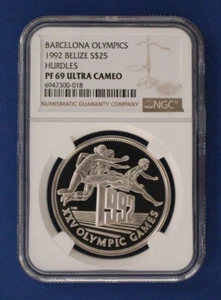 BARCELONA OLYMPICS
1992 BELIZE S$25
HURDLES
PF 69 ULTRA CAMEO
6947300-018
NUMISMATIC GUARANTY COMPANY
NGC
1992
XXV OLYMPIC GAMES